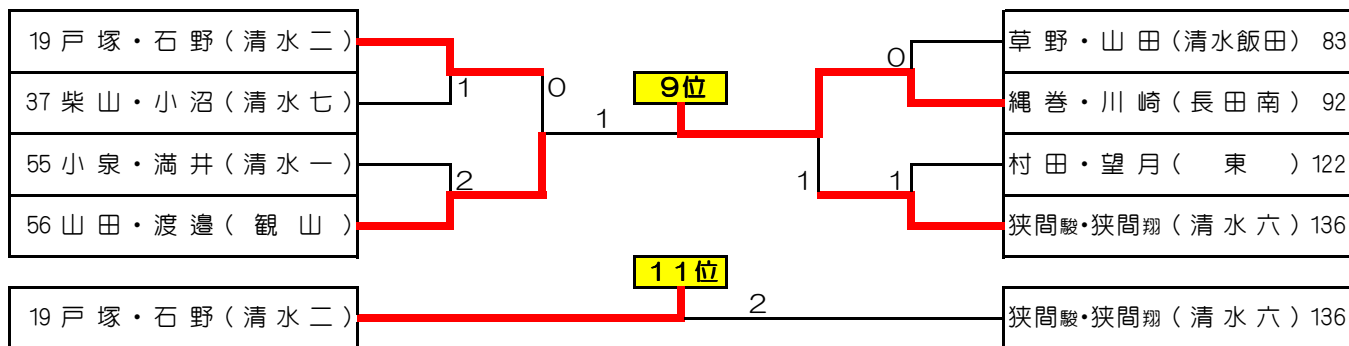 19 戸塚・石野(清水二)
37 柴山・小沼(清水七)
55 小泉・満井(清水一)
56 山田・渡邉(観山)
1
2
0
1
9位
0
1
1
草野・山田(清水飯田) 83
縄巻・川崎(長田南) 92
村田・望月(東) 122
狭間駿・狭間翔(清水六) 136
19 戸塚・石野(清水二)
11位
2
狭間駿・狭間翔(清水六) 136